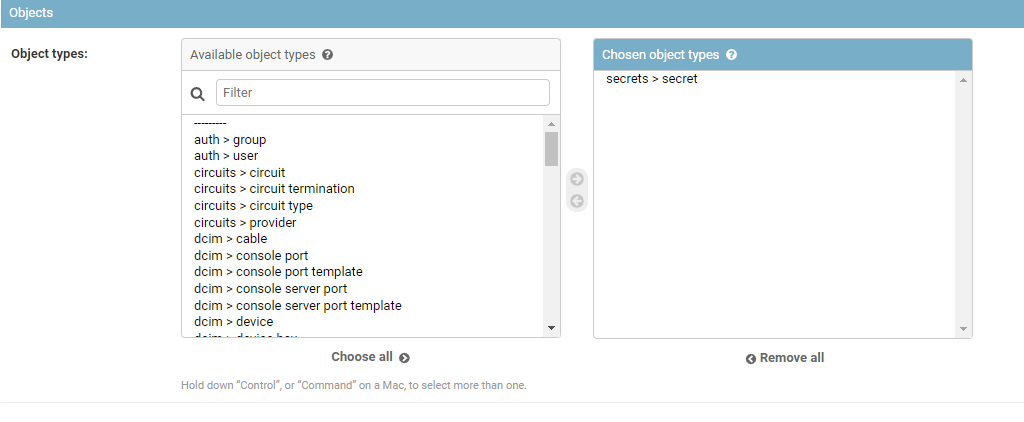 Objects
Object types:
Available object types
Filter
---------
auth > group
auth > user
circuits > circuit
circuits > circuit termination
circuits > circuit type
circuits > provider
dcim > cable
dcim > console port
dcim > console port template
dcim > console server port
dcim > console server port template
dcim > device
Choose all
Chosen object types
secrets > secret
Remove all
Hold down “Control”, or “Command” on a Mac, to select more than one.